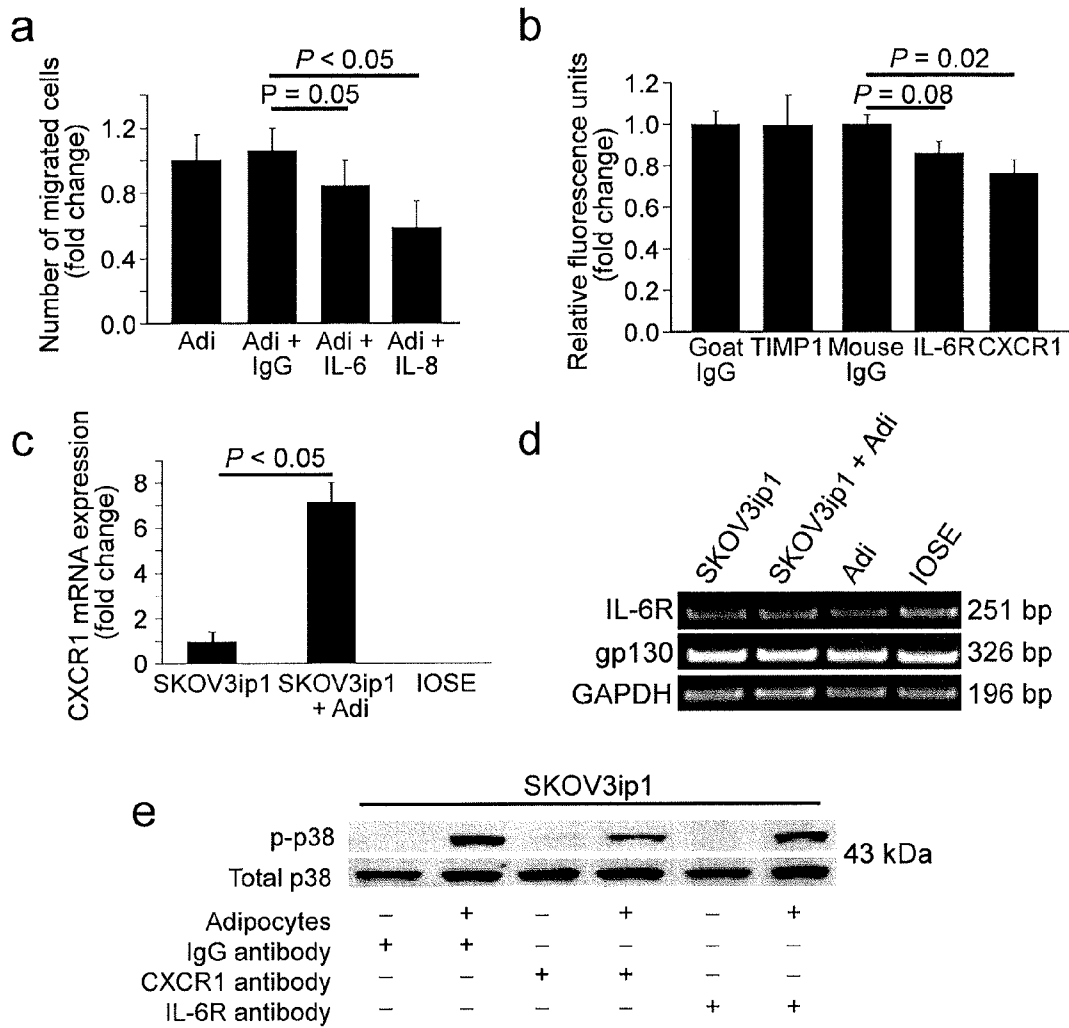 a
Number of migrated cells
(fold change)
P < 0.05
P = 0.05
1.2
0.8
0.4
0.0
Adi
Adi +
IgG
Adi +
IL-6
Adi +
IL-8
b
Relative fluorescence units
(fold change)
P = 0.02
P = 0.08
1.2
1.0
0.8
0.6
0.4
0.2
0.0
Goat
IgG
TIMP1
Mouse
IgG
IL-6R
CXCR1
c
CXCR1 mRNA expression
(fold change)
P < 0.05
8
6
4
2
0
SKOV3ip1
SKOV3ip1
+ Adi
IOSE
d
SKOV3ip1
SKOV3ip1 + Adi
Adi
IOSE
IL-6R 251 bp
gp130 326 bp
GAPDH 196 bp
e
SKOV3ip1
p-p38
43 kDa
Total p38
Adipocytes – + – + – +
IgG antibody + + – – – –
CXCR1 antibody – – + + – –
IL-6R antibody – – – – + +